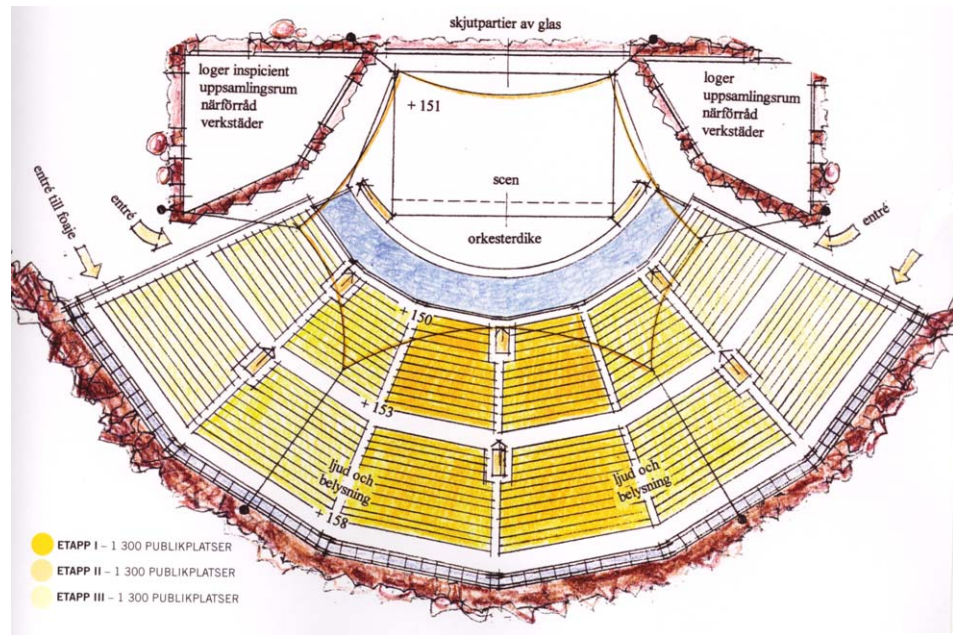 skjutpartier av glas
loger inspicient
uppsamlingsrum
närförråd
verkstäder
+ 151
loger
uppsamlingsrum
närförråd
verkstäder
scen
orkesterdike
entré till foaje
entré
entré
entré
+ 150
+ 153
ljud och
belysning
ljud och
belysning
+ 158
ETAPP I – 1 300 PUBLIKPLATSER
ETAPP II – 1 300 PUBLIKPLATSER
ETAPP III – 1 300 PUBLIKPLATSER